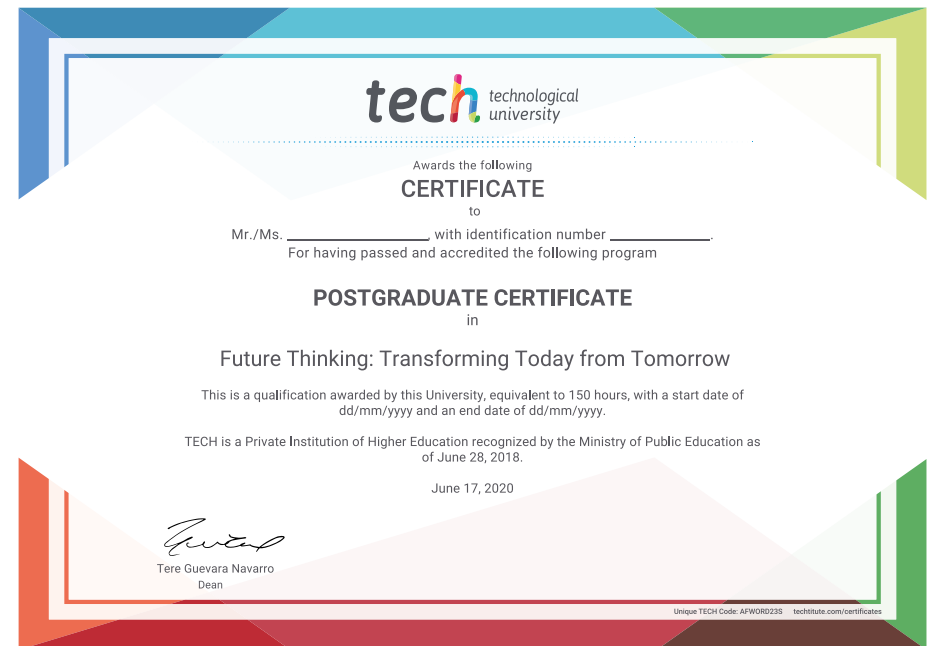 tech technological
university
Awards the following
CERTIFICATE
to
Mr./Ms. ____________, with identification number ____________.
For having passed and accredited the following program
POSTGRADUATE CERTIFICATE
in
Future Thinking: Transforming Today from Tomorrow
This is a qualification awarded by this University, equivalent to 150 hours, with a start date of
dd/mm/yyyy and an end date of dd/mm/yyyy.
TECH is a Private Institution of Higher Education recognized by the Ministry of Public Education as
of June 28, 2018.
June 17, 2020
Tere Guevara Navarro
Dean
Unique TECH Code: AFWORD23S techtitute.com/certificates